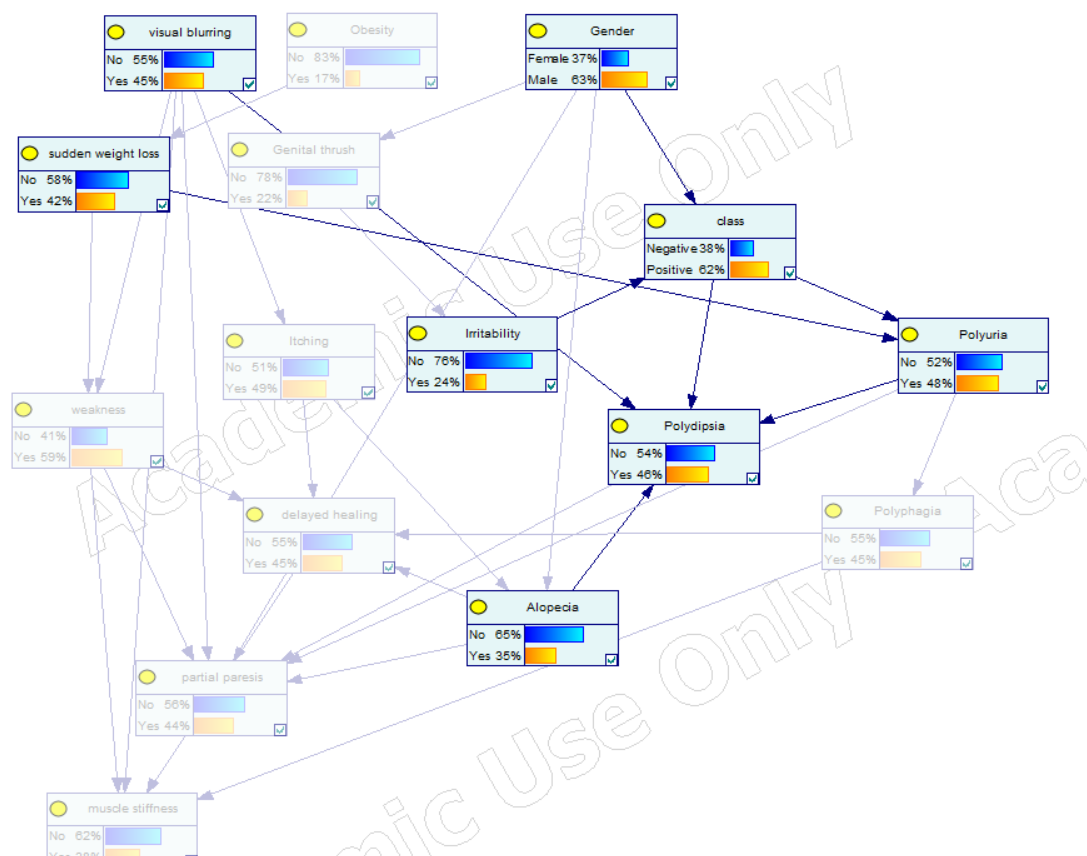 visual blurring
No 55%
Yes 45%
Obesity
No 83%
Yes 17%
Gender
Female 37%
Male 63%
sudden weight loss
No 58%
Yes 42%
Genital thrush
No 78%
Yes 22%
class
Negative 38%
Positive 62%
Itching
No 51%
Yes 49%
Irritability
No 76%
Yes 24%
Polyuria
No 52%
Yes 48%
weakness
No 41%
Yes 59%
Polydipsia
No 54%
Yes 46%
delayed healing
No 55%
Yes 45%
Polyphagia
No 55%
Yes 45%
Alopecia
No 65%
Yes 35%
partial paresis
No 56%
Yes 44%
muscle stiffness
No 62%
Yes 38%
Academic Use Only
Aca
mic Use Only